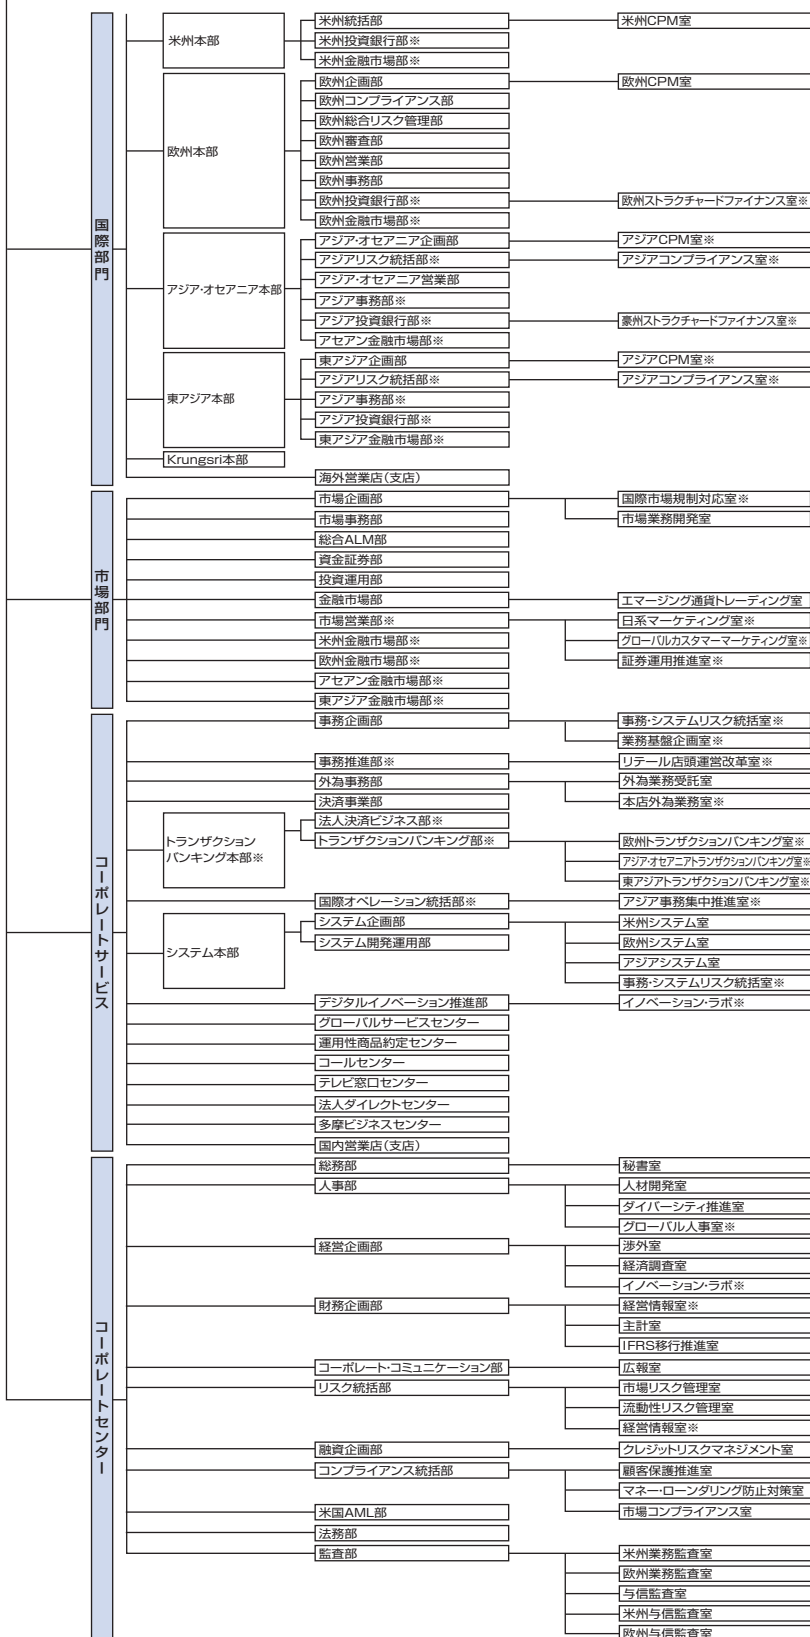 国際部門
米州本部
米州統括部
米州CPM室
米州投資銀行部※
米州金融市場部※
欧州本部
欧州企画部
欧州CPM室
欧州コンプライアンス部
欧州総合リスク管理部
欧州審査部
欧州営業部
欧州事務部
欧州投資銀行部※
欧州ストラクチャードファイナンス室※
欧州金融市場部※
アジア・オセアニア本部
アジア・オセアニア企画部
アジアCPM室※
アジアリスク統括部※
アジアコンプライアンス室※
アジア・オセアニア営業部
アジア事務部※
アジア投資銀行部※
豪州ストラクチャードファイナンス室※
アセアン金融市場部※
東アジア本部
東アジア企画部
アジアCPM室※
アジアリスク統括部※
アジアコンプライアンス室※
アジア事務部※
アジア投資銀行部※
東アジア金融市場部※
Krungsri本部
海外営業店(支店)
市場部門
市場企画部
国際市場規制対応室※
市場業務開発室
市場事務部
総合ALM部
資金証券部
投資運用部
金融市場部
エマージング通貨トレーディング室
市場営業部※
日系マーケティング室※
グローバルカスタマーマーケティング室※
証券運用推進室※
米州金融市場部※
欧州金融市場部※
アセアン金融市場部※
東アジア金融市場部※
コーポレートサービス
事務企画部
事務・システムリスク統括室※
業務基盤企画室※
事務推進部※
リテール店頭運営改革室※
外為事務部
外為業務受託室
本店外為業務室※
決済事業部
トランザクション
バンキング本部※
法人決済ビジネス部※
トランザクションバンキング部※
欧州トランザクションバンキング室※
アジア・オセアニアトランザクションバンキング室※
東アジアトランザクションバンキング室※
国際オペレーション統括部※
アジア事務集中推進室※
システム本部
システム企画部
米州システム室
欧州システム室
アジアシステム室
事務・システムリスク統括室※
システム開発運用部
デジタルイノベーション推進部
イノベーション・ラボ※
グローバルサービスセンター
運用性商品約定センター
コールセンター
テレビ窓口センター
法人ダイレクトセンター
多摩ビジネスセンター
国内営業店(支店)
コーポレートセンター
総務部
秘書室
人事部
人材開発室
ダイバーシティ推進室
グローバル人事室※
経営企画部
渉外室
経済調査室
イノベーション・ラボ※
財務企画部
経営情報室※
主計室
IFRS移行推進室
コーポレート・コミュニケーション部
広報室
リスク統括部
市場リスク管理室
流動性リスク管理室
経営情報室※
融資企画部
クレジットリスクマネジメント室
コンプライアンス統括部
顧客保護推進室
マネー・ローンダリング防止対策室
市場コンプライアンス室
米国AML部
法務部
監査部
米州業務監査室
欧州業務監査室
与信監査室
米州与信監査室
欧州与信監査室